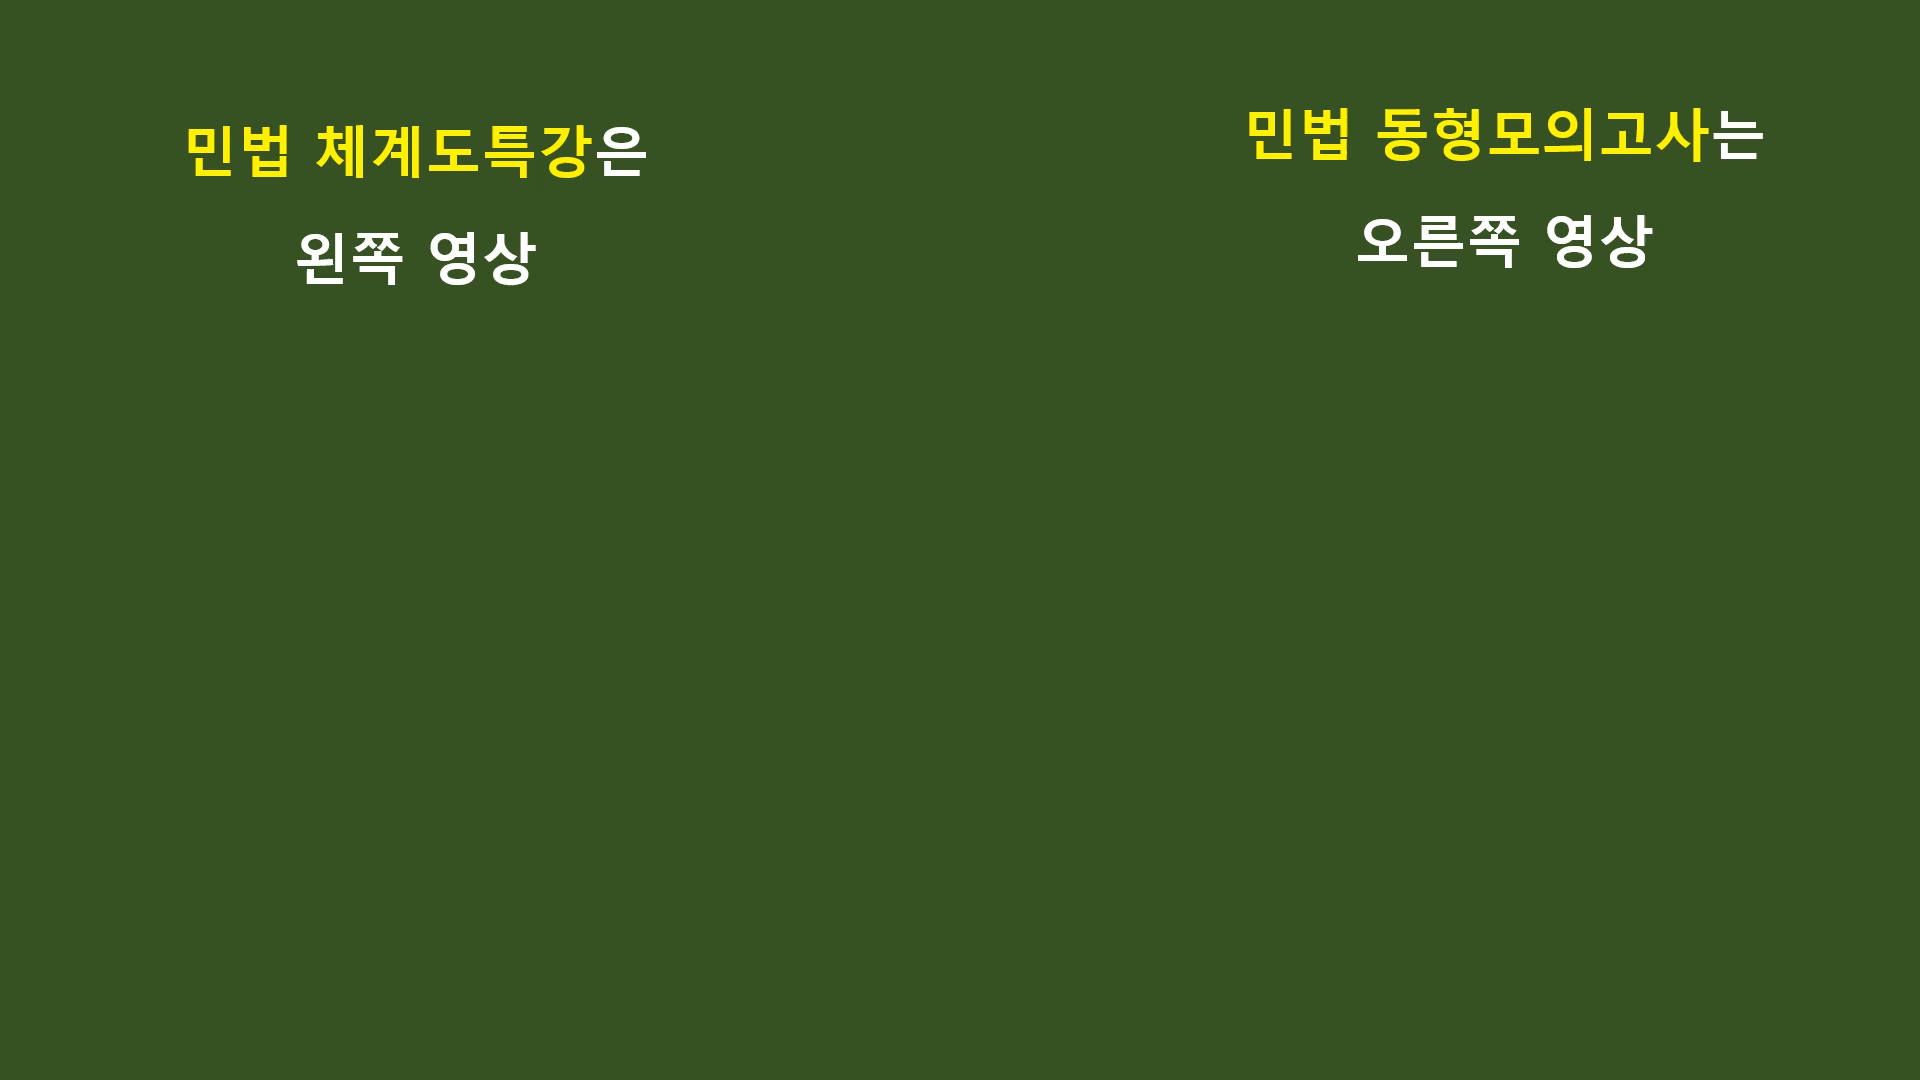 민법 체계도특강은
왼쪽 영상
민법 동형모의고사는
오른쪽 영상